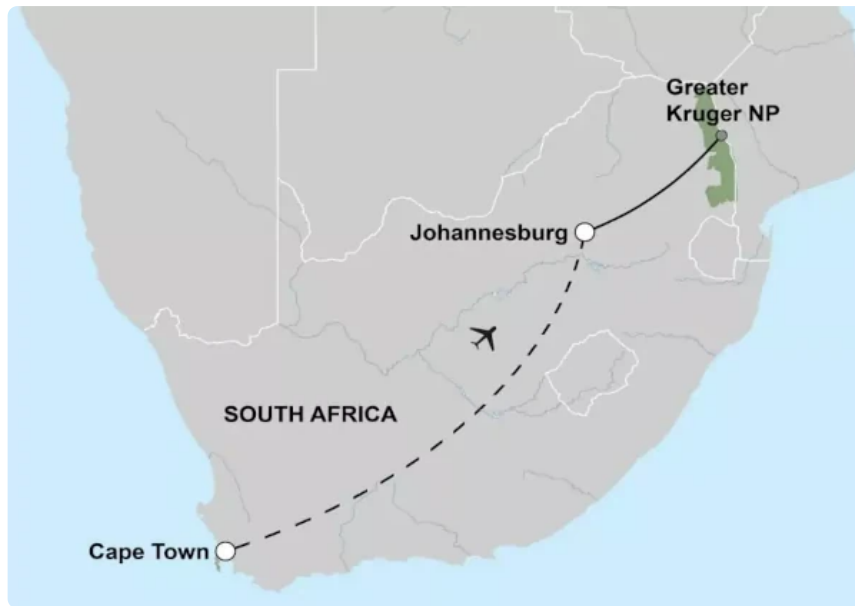 Greater
Kruger NP
Johannesburg
SOUTH AFRICA
Cape Town